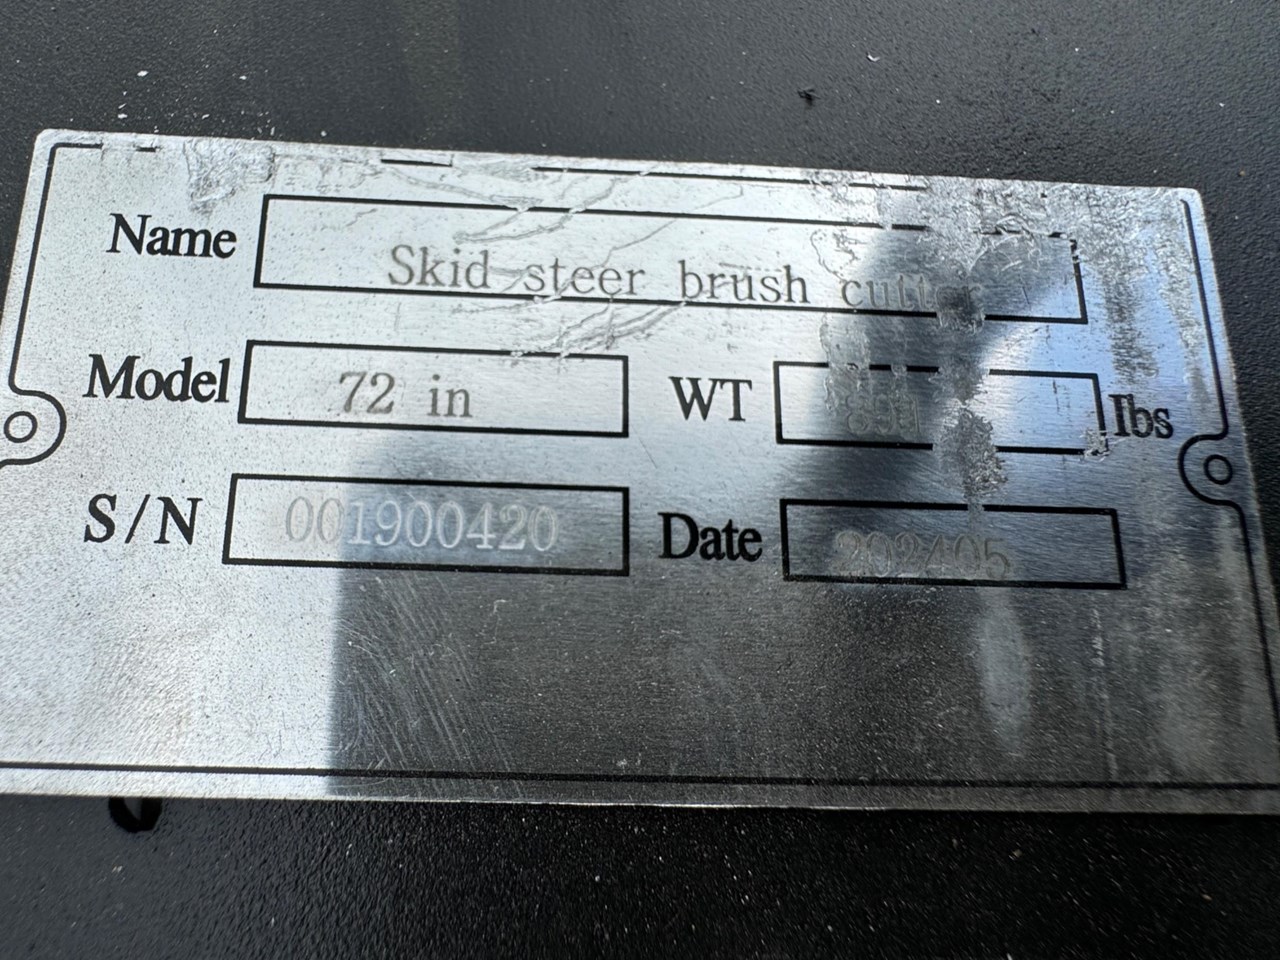 Name Skid steer brush cutter
Model 72 in WT lbs
S/N 001900420 Date 202405